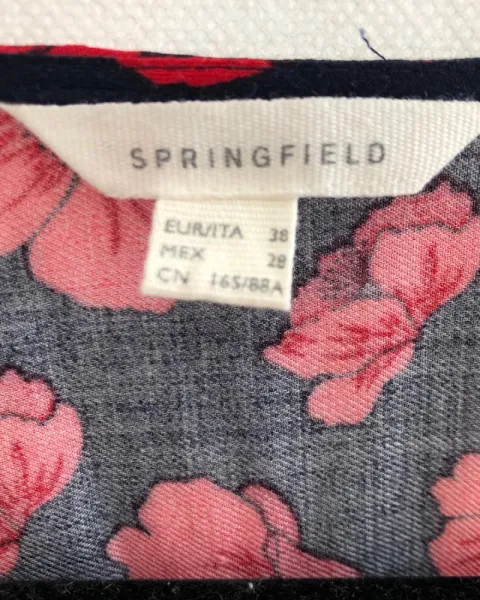 SPRINGFIELD
EUR/ITA 38
MEX 28
CN 165/88A